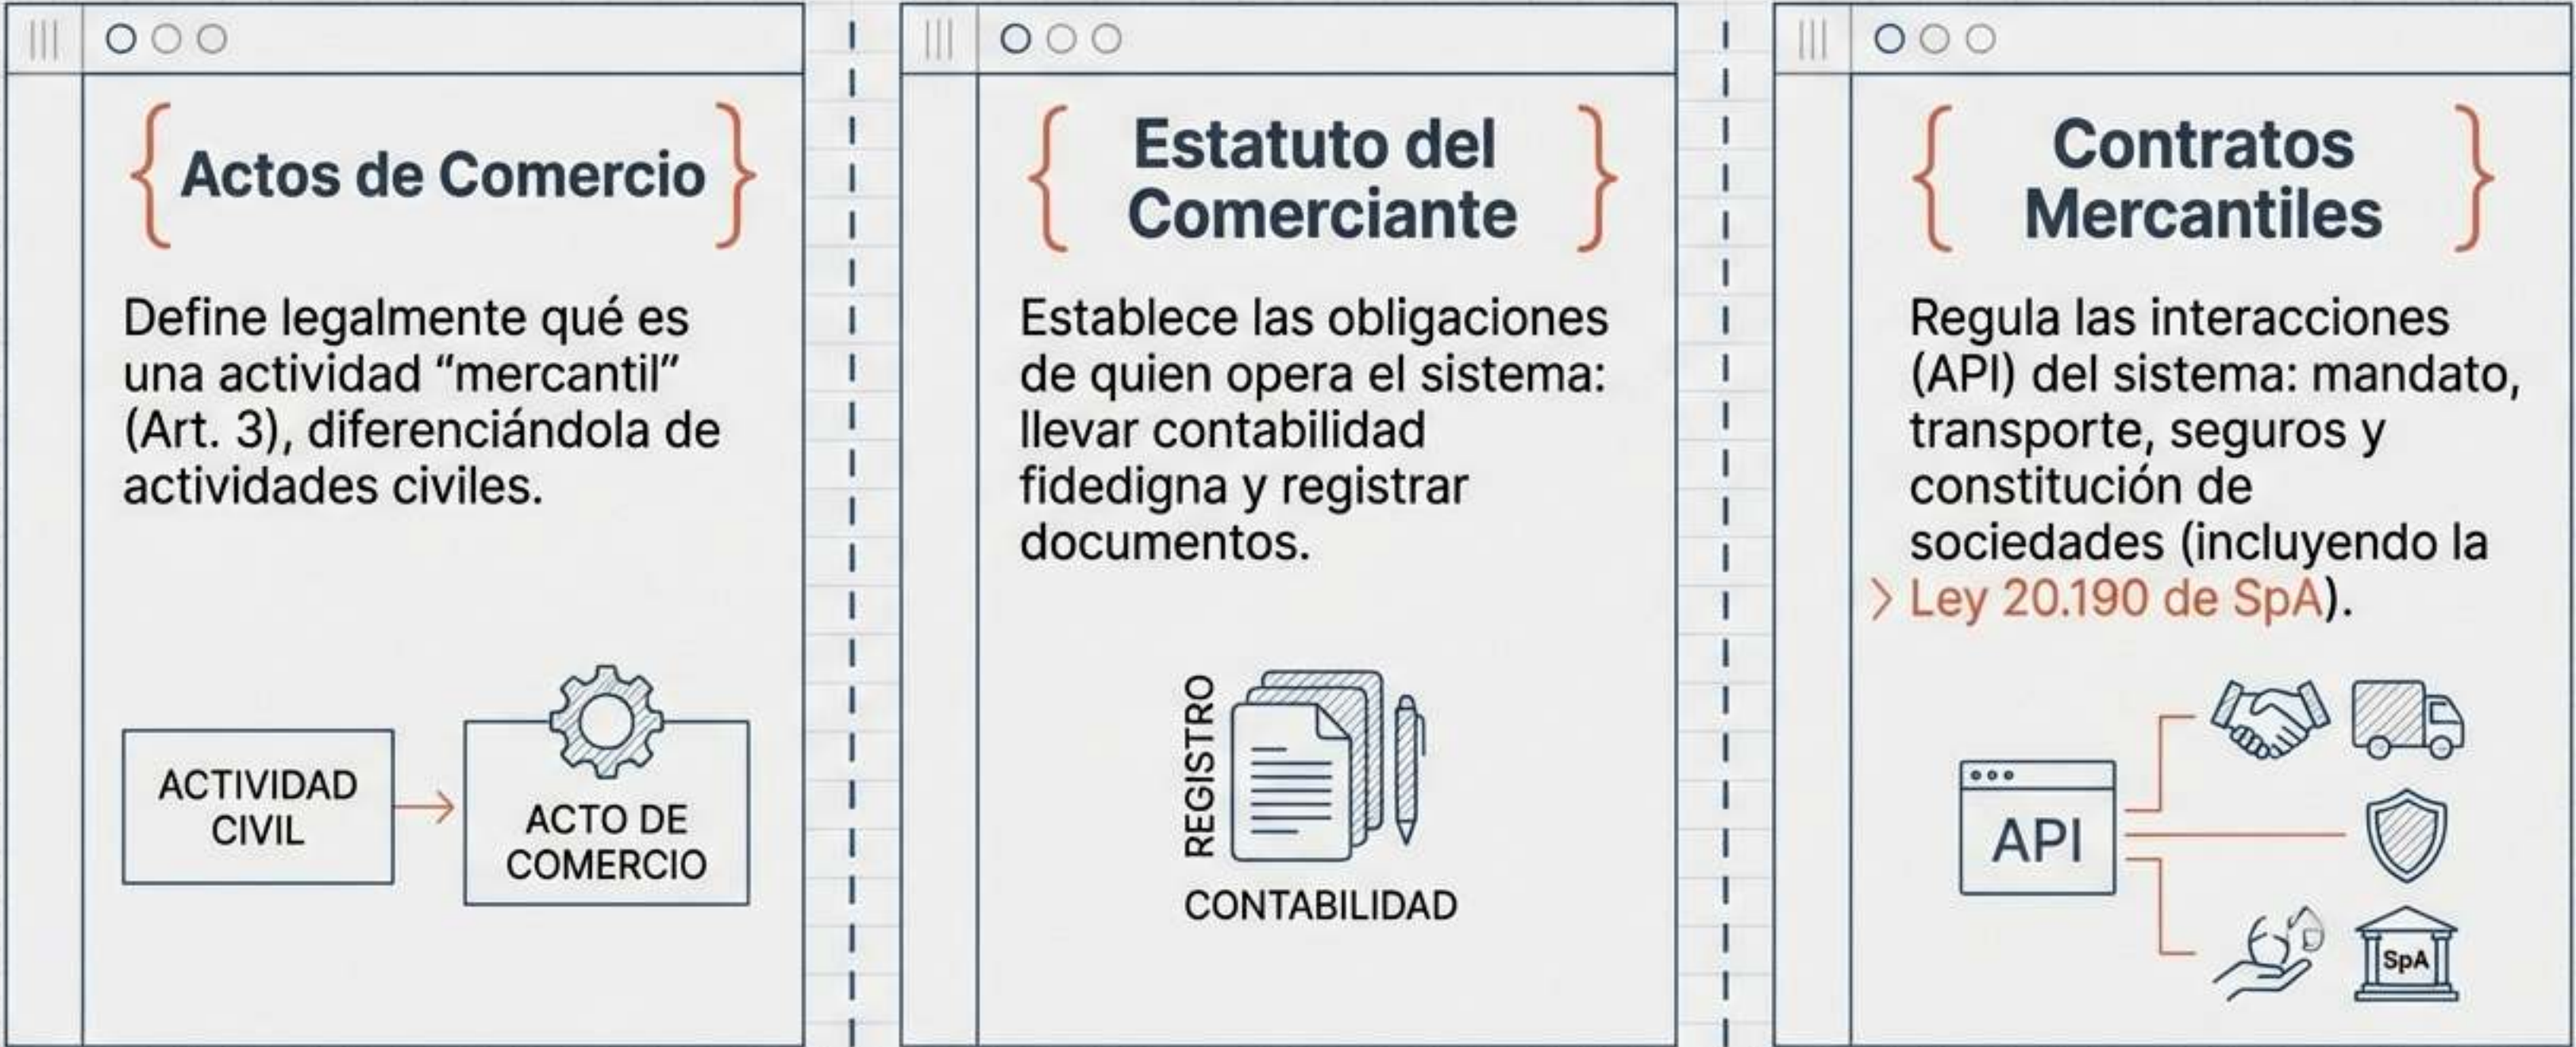 Actos de Comercio
Define legalmente qué es
una actividad “mercantil”
(Art. 3), diferenciándola de
actividades civiles.
ACTIVIDAD
CIVIL
ACTO DE
COMERCIO
Estatuto del
Comerciante
Establece las obligaciones
de quien opera el sistema:
llevar contabilidad
fidedigna y registrar
documentos.
REGISTRO
CONTABILIDAD
Contratos
Mercantiles
Regula las interacciones
(API) del sistema: mandato,
transporte, seguros y
constitución de
sociedades (incluyendo la
> Ley 20.190 de SpA).
API
SpA